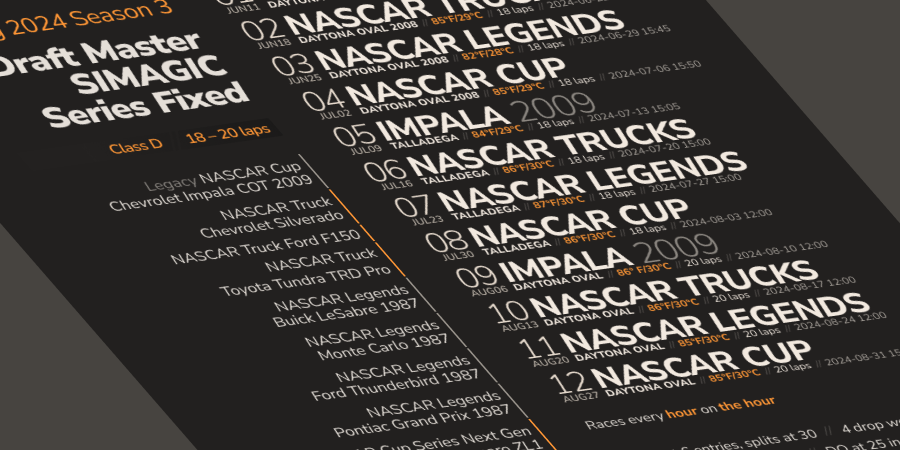 2024 Season 3
Draft Master
SIMAGIC
Series Fixed
Class D 18 – 20 laps
Legacy NASCAR Cup
Chevrolet Impala COT 2009
NASCAR Truck
Chevrolet Silverado
NASCAR Truck Ford F150
NASCAR Truck
Toyota Tundra TRD Pro
NASCAR Legends
Buick LeSabre 1987
NASCAR Legends
Monte Carlo 1987
NASCAR Legends
Ford Thunderbird 1987
NASCAR Legends
Pontiac Grand Prix 1987
Cup Series Next Gen
ZL1
JUN11
02 NASCAR
JUN18 DAYTONA OVAL 2008 // 85°F/29°C // 18 laps //
03 NASCAR LEGENDS
JUN25 DAYTONA OVAL 2008 // 82°F/28°C // 18 laps // 2024-06-29 15:45
04 NASCAR CUP
JUL02 DAYTONA OVAL 2008 // 85°F/29°C // 18 laps // 2024-07-06 15:50
05 IMPALA 2009
JUL09 TALLADEGA // 84°F/29°C // 18 laps // 2024-07-13 15:05
06 NASCAR TRUCKS
JUL16 TALLADEGA // 86°F/30°C // 18 laps // 2024-07-20 15:00
07 NASCAR LEGENDS
JUL23 TALLADEGA // 87°F/30°C // 18 laps // 2024-07-27 15:00
08 NASCAR CUP
JUL30 TALLADEGA // 86°F/30°C // 18 laps // 2024-08-03 12:00
09 IMPALA 2009
AUG06 DAYTONA OVAL // 86°F/30°C // 20 laps // 2024-08-10 12:00
10 NASCAR TRUCKS
AUG13 DAYTONA OVAL // 86°F/30°C // 20 laps // 2024-08-17 12:00
11 NASCAR LEGENDS
AUG20 DAYTONA OVAL // 85°F/30°C // 20 laps // 2024-08-24 12:00
12 NASCAR CUP
AUG27 DAYTONA OVAL // 85°F/30°C // 20 laps // 2024-08-31
Races every hour on the hour
entries, splits at 30 // 4 drop
at 25